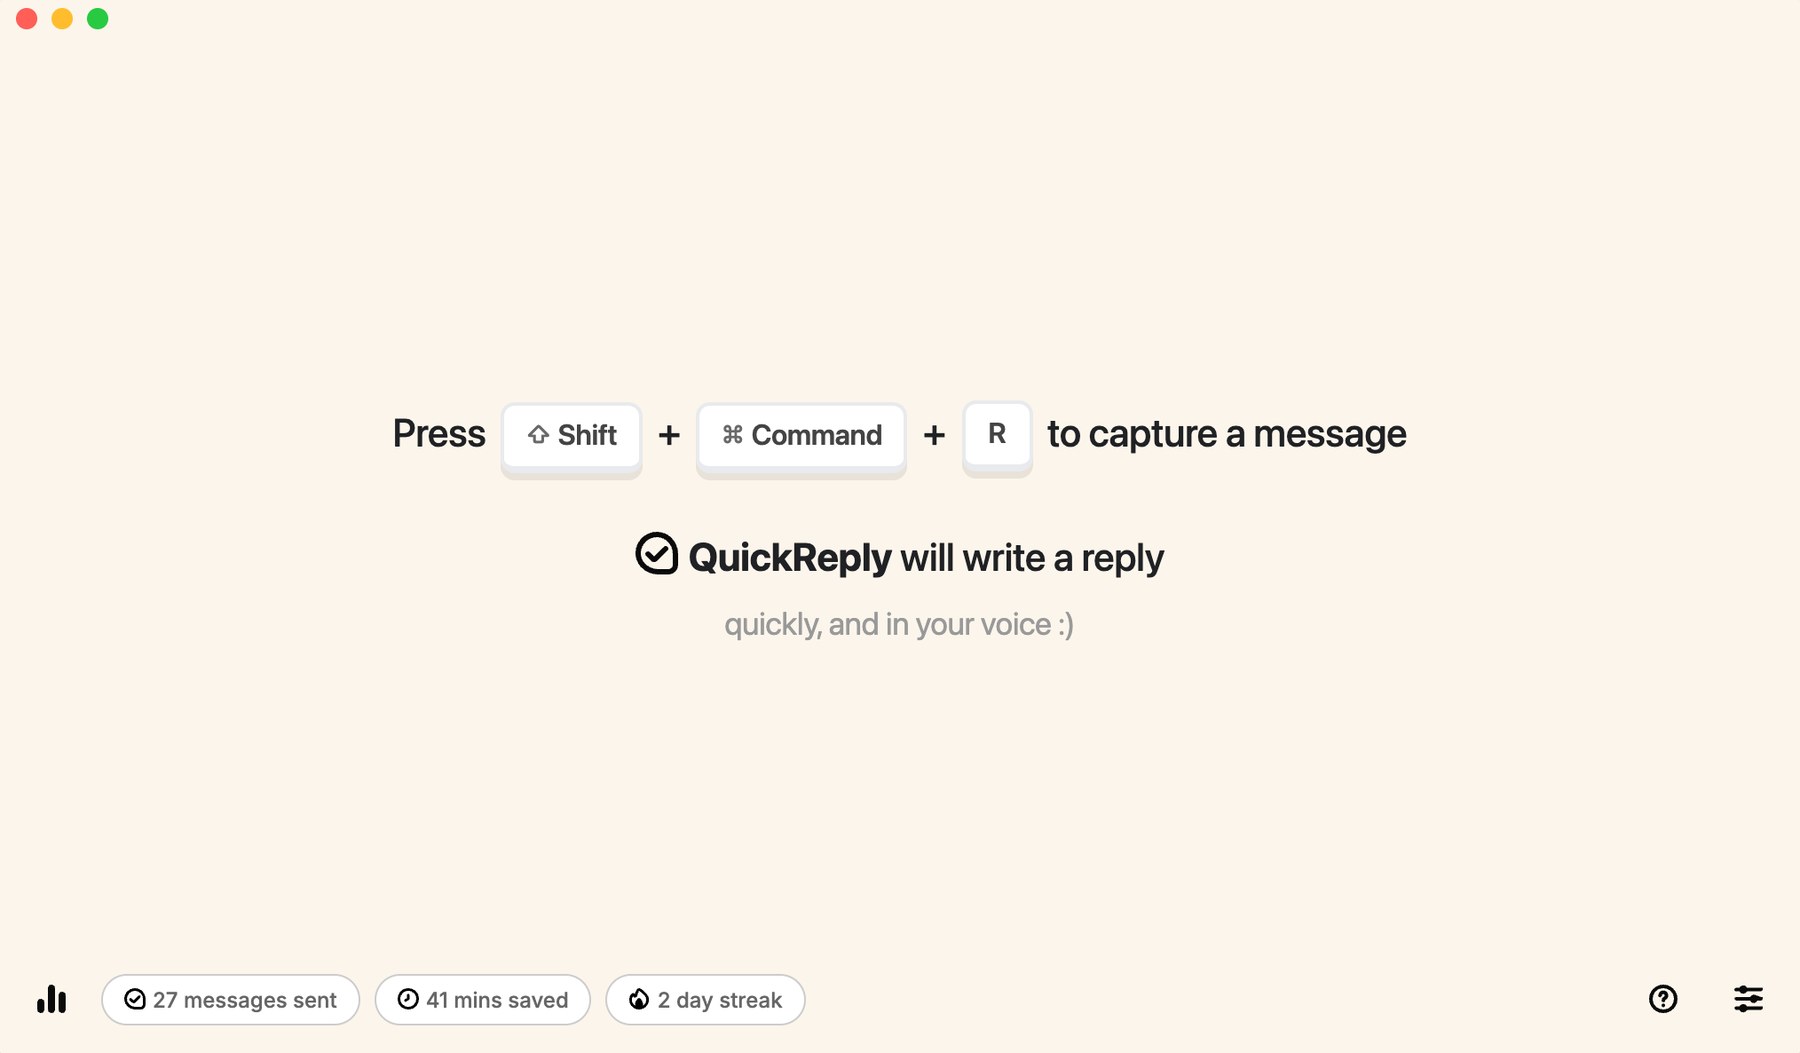 Press ⇧ Shift + ⌘ Command + R to capture a message
QuickReply will write a reply
quickly, and in your voice :)
27 messages sent
41 mins saved
2 day streak